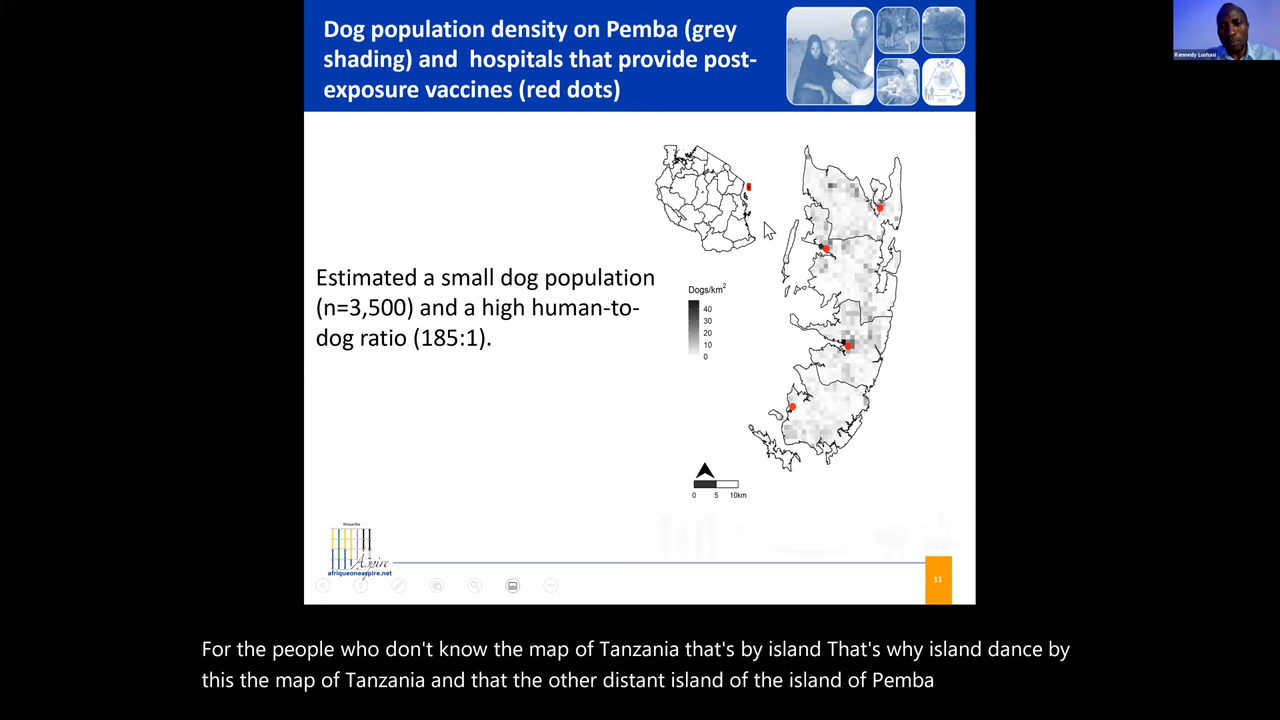 Dog population density on Pemba (grey
shading) and hospitals that provide post-
exposure vaccines (red dots)
Kennedy Lushasi
Estimated a small dog population
(n=3,500) and a high human-to-
dog ratio (185:1).
Dogs/km2
40
30
20
10
0
0 5 10km
Aspire
afriqueoneaspire.net
11
For the people who don't know the map of Tanzania that's by island That's why island dance by
this the map of Tanzania and that the other distant island of the island of Pemba